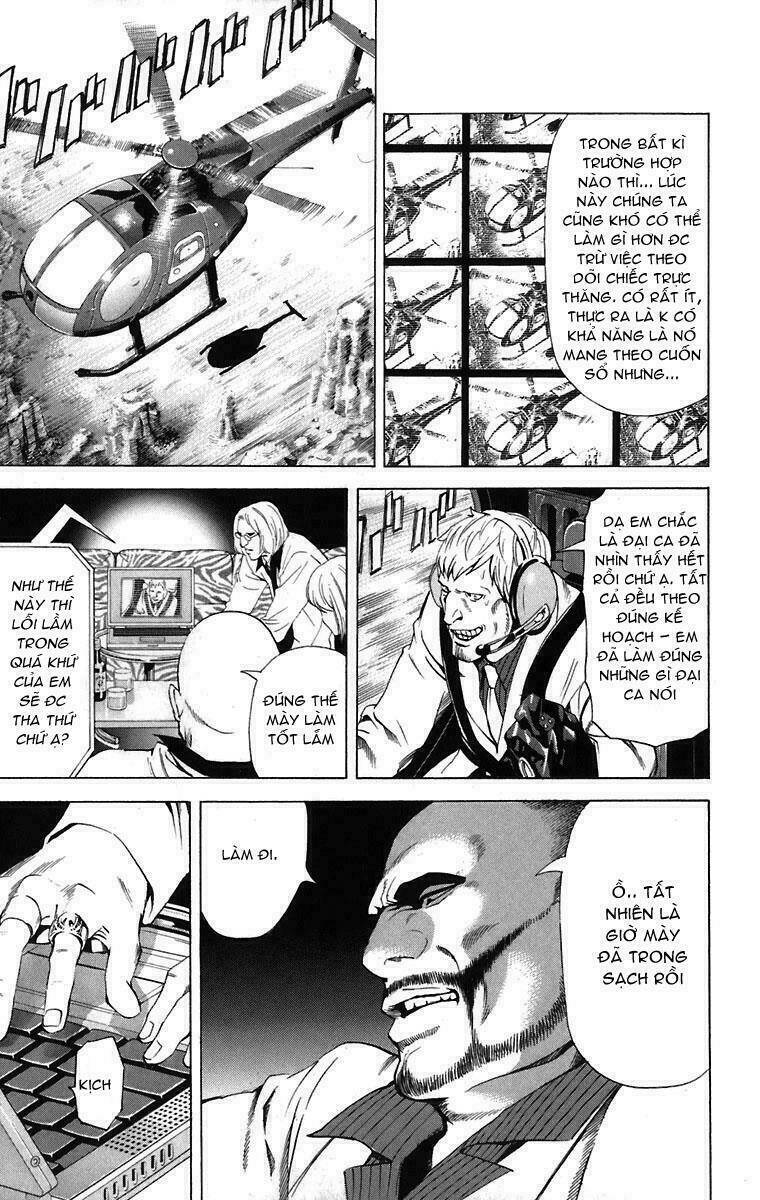 TRONG BẤT KÌ
TRƯỜNG HỢP
NÀO THÌ... LÚC
NÀY CHÚNG TA
CŨNG KHÓ CÓ THỂ
LÀM GÌ HƠN ĐC
TRỪ VIỆC THEO
DÕI CHIẾC TRỰC
THĂNG. CÓ RẤT ÍT,
THỰC RA LÀ K CÓ
KHẢ NĂNG LÀ NÓ
MANG THEO CUỐN
SỔ NHƯNG...
DẠ EM CHẮC
LÀ ĐẠI CA ĐÃ
NHÌN THẤY HẾT
RỒI CHỨ Ạ. TẤT
CẢ ĐỀU THEO
ĐÚNG KẾ
HOẠCH - EM
ĐÃ LÀM ĐÚNG
NHỮNG GÌ ĐẠI
CA NÓI
ĐÚNG THẾ
MÀY LÀM
TỐT LẮM
NHƯ THẾ
NÀY THÌ
LỖI LẦM
TRONG
QUÁ KHỨ
CỦA EM
SẼ ĐC
THA THỨ
CHỨ Ạ?
Ồ.. TẤT
NHIÊN LÀ
GIỜ MÀY
ĐÃ TRONG
SẠCH RỒI
LÀM ĐI.
KỊCH